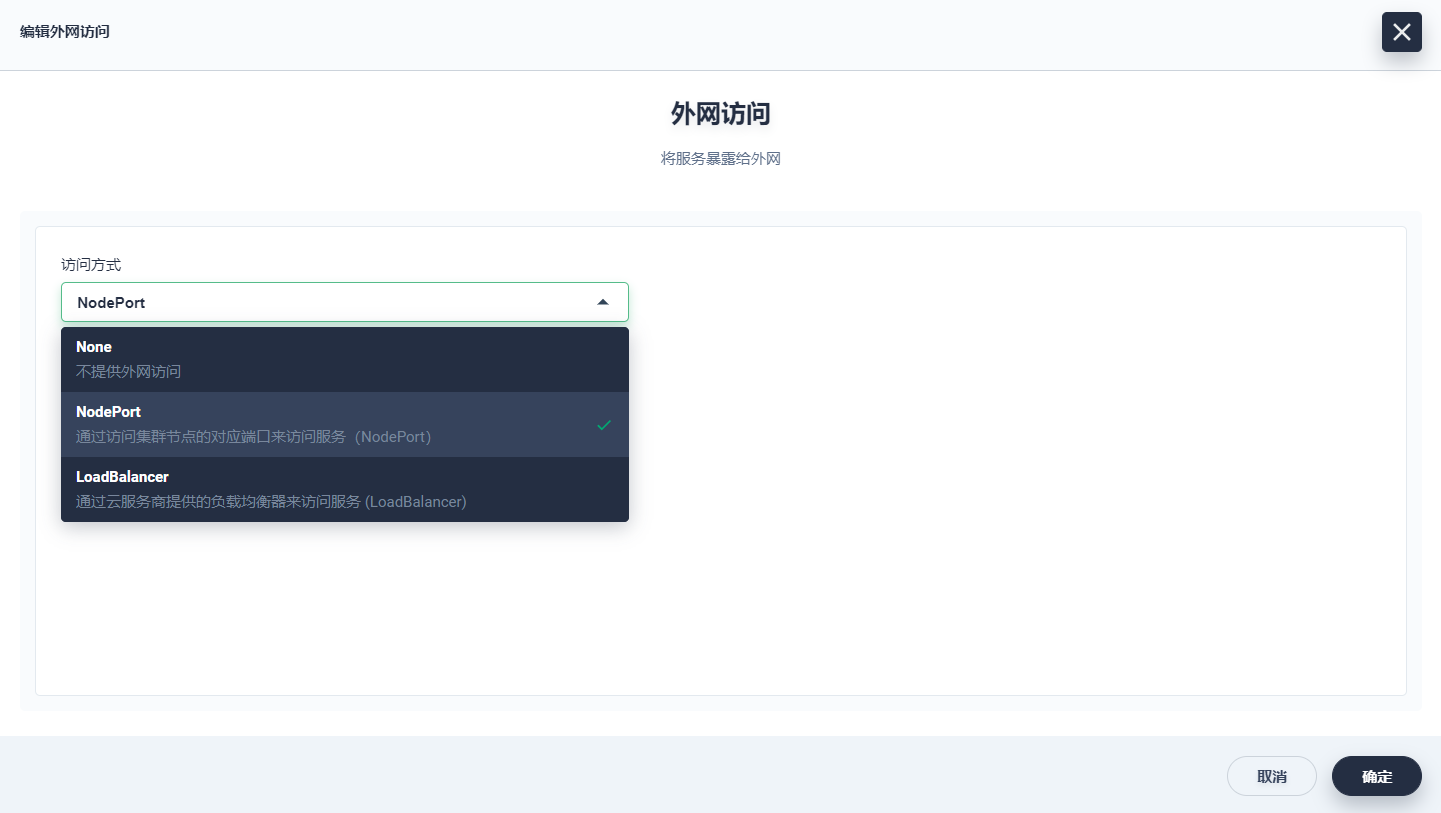 编辑外网访问
外网访问
将服务暴露给外网
访问方式
NodePort
None
不提供外网访问
NodePort
通过访问集群节点的对应端口来访问服务（NodePort）
LoadBalancer
通过云服务商提供的负载均衡器来访问服务 (LoadBalancer)
取消
确定